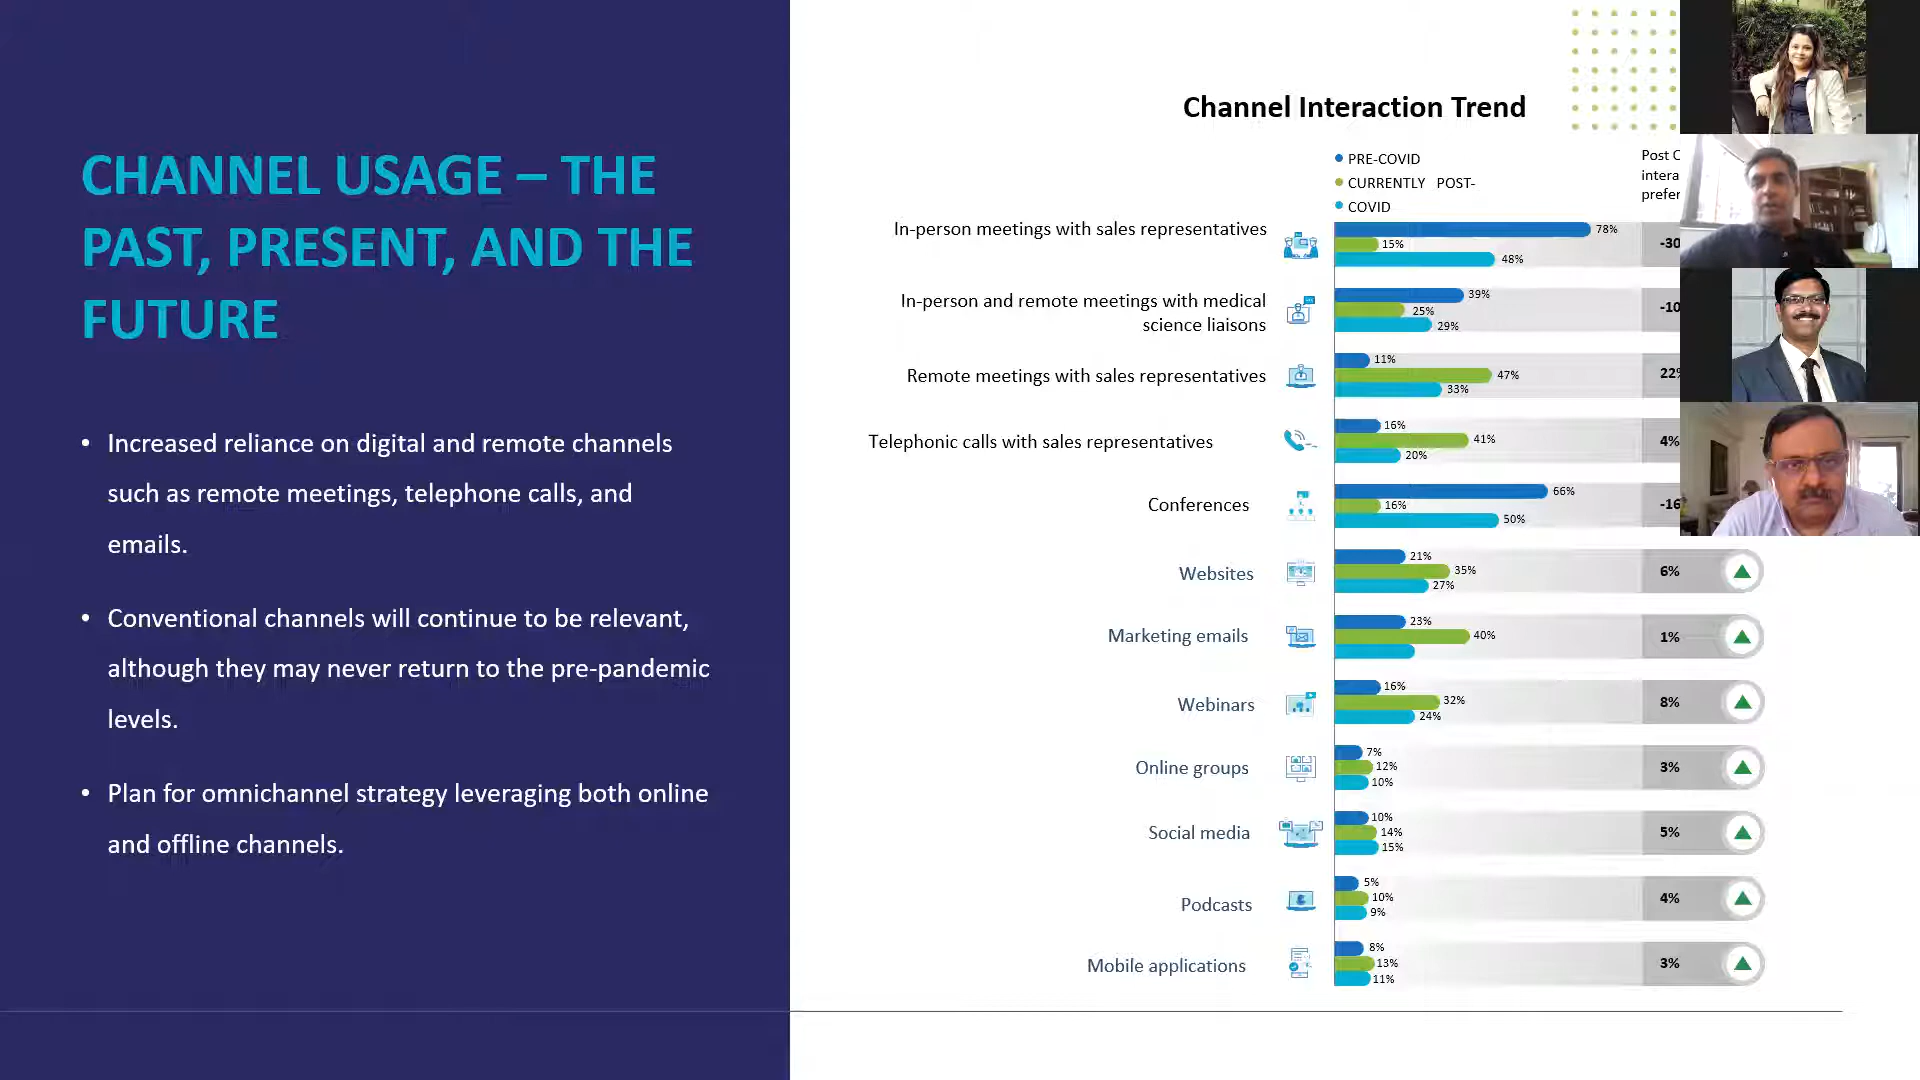 CHANNEL USAGE – THE
PAST, PRESENT, AND THE
FUTURE
• Increased reliance on digital and remote channels
such as remote meetings, telephone calls, and
emails.
• Conventional channels will continue to be relevant,
although they may never return to the pre-pandemic
levels.
• Plan for omnichannel strategy leveraging both online
and offline channels.
Channel Interaction Trend
PRE-COVID
CURRENTLY POST-
COVID
Post
In-person meetings with sales representatives
78%
15%
48%
-30
In-person and remote meetings with medical
science liaisons
39%
25%
29%
-10
Remote meetings with sales representatives
11%
47%
33%
22%
Telephonic calls with sales representatives
16%
41%
20%
4%
Conferences
66%
16%
50%
-16
Websites
21%
35%
27%
6%
Marketing emails
23%
40%
1%
Webinars
16%
32%
24%
8%
Online groups
7%
12%
10%
3%
Social media
10%
14%
15%
5%
Podcasts
5%
10%
9%
4%
Mobile applications
8%
13%
11%
3%